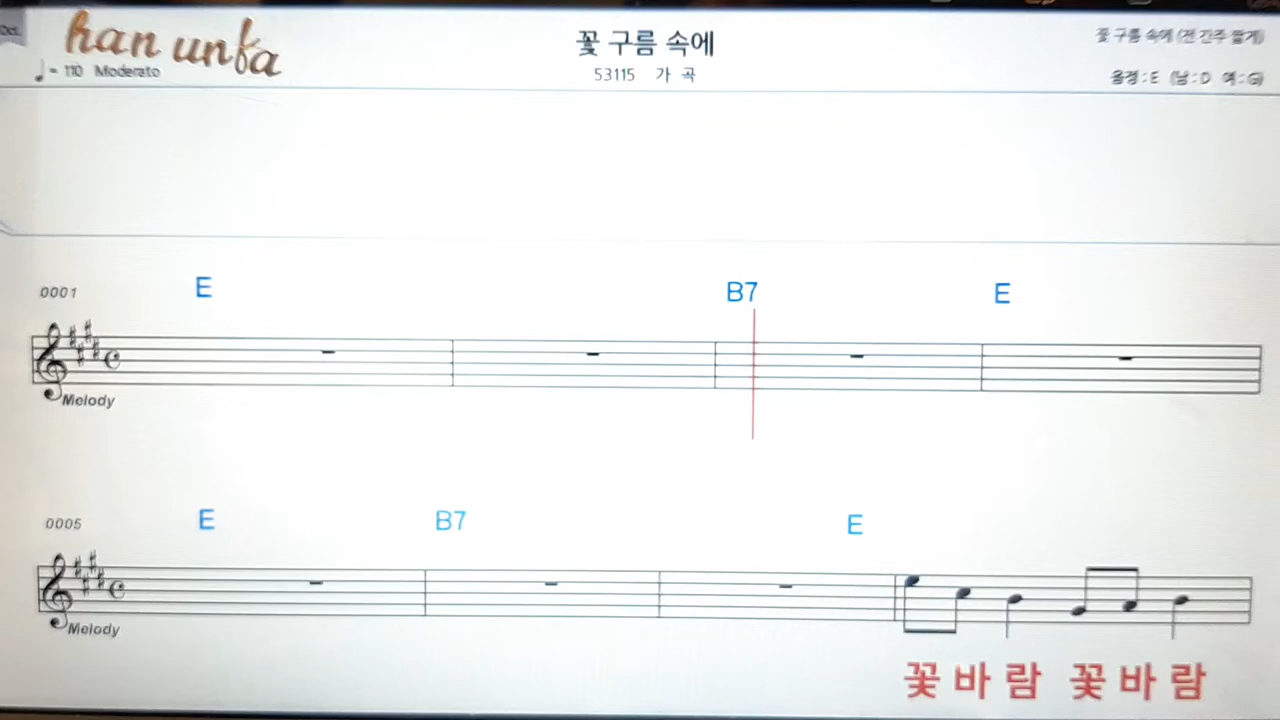 Oct.
han unfa
♩= 110 Moderato
꽃 구름 속에
53115 가 곡
꽃 구름 속에 (전 간주 짧게)
음정 : E (남 : D 여 : G)
0001 E B7 E
Melody
0005 E B7 E
Melody
꽃 바 람 꽃 바 람